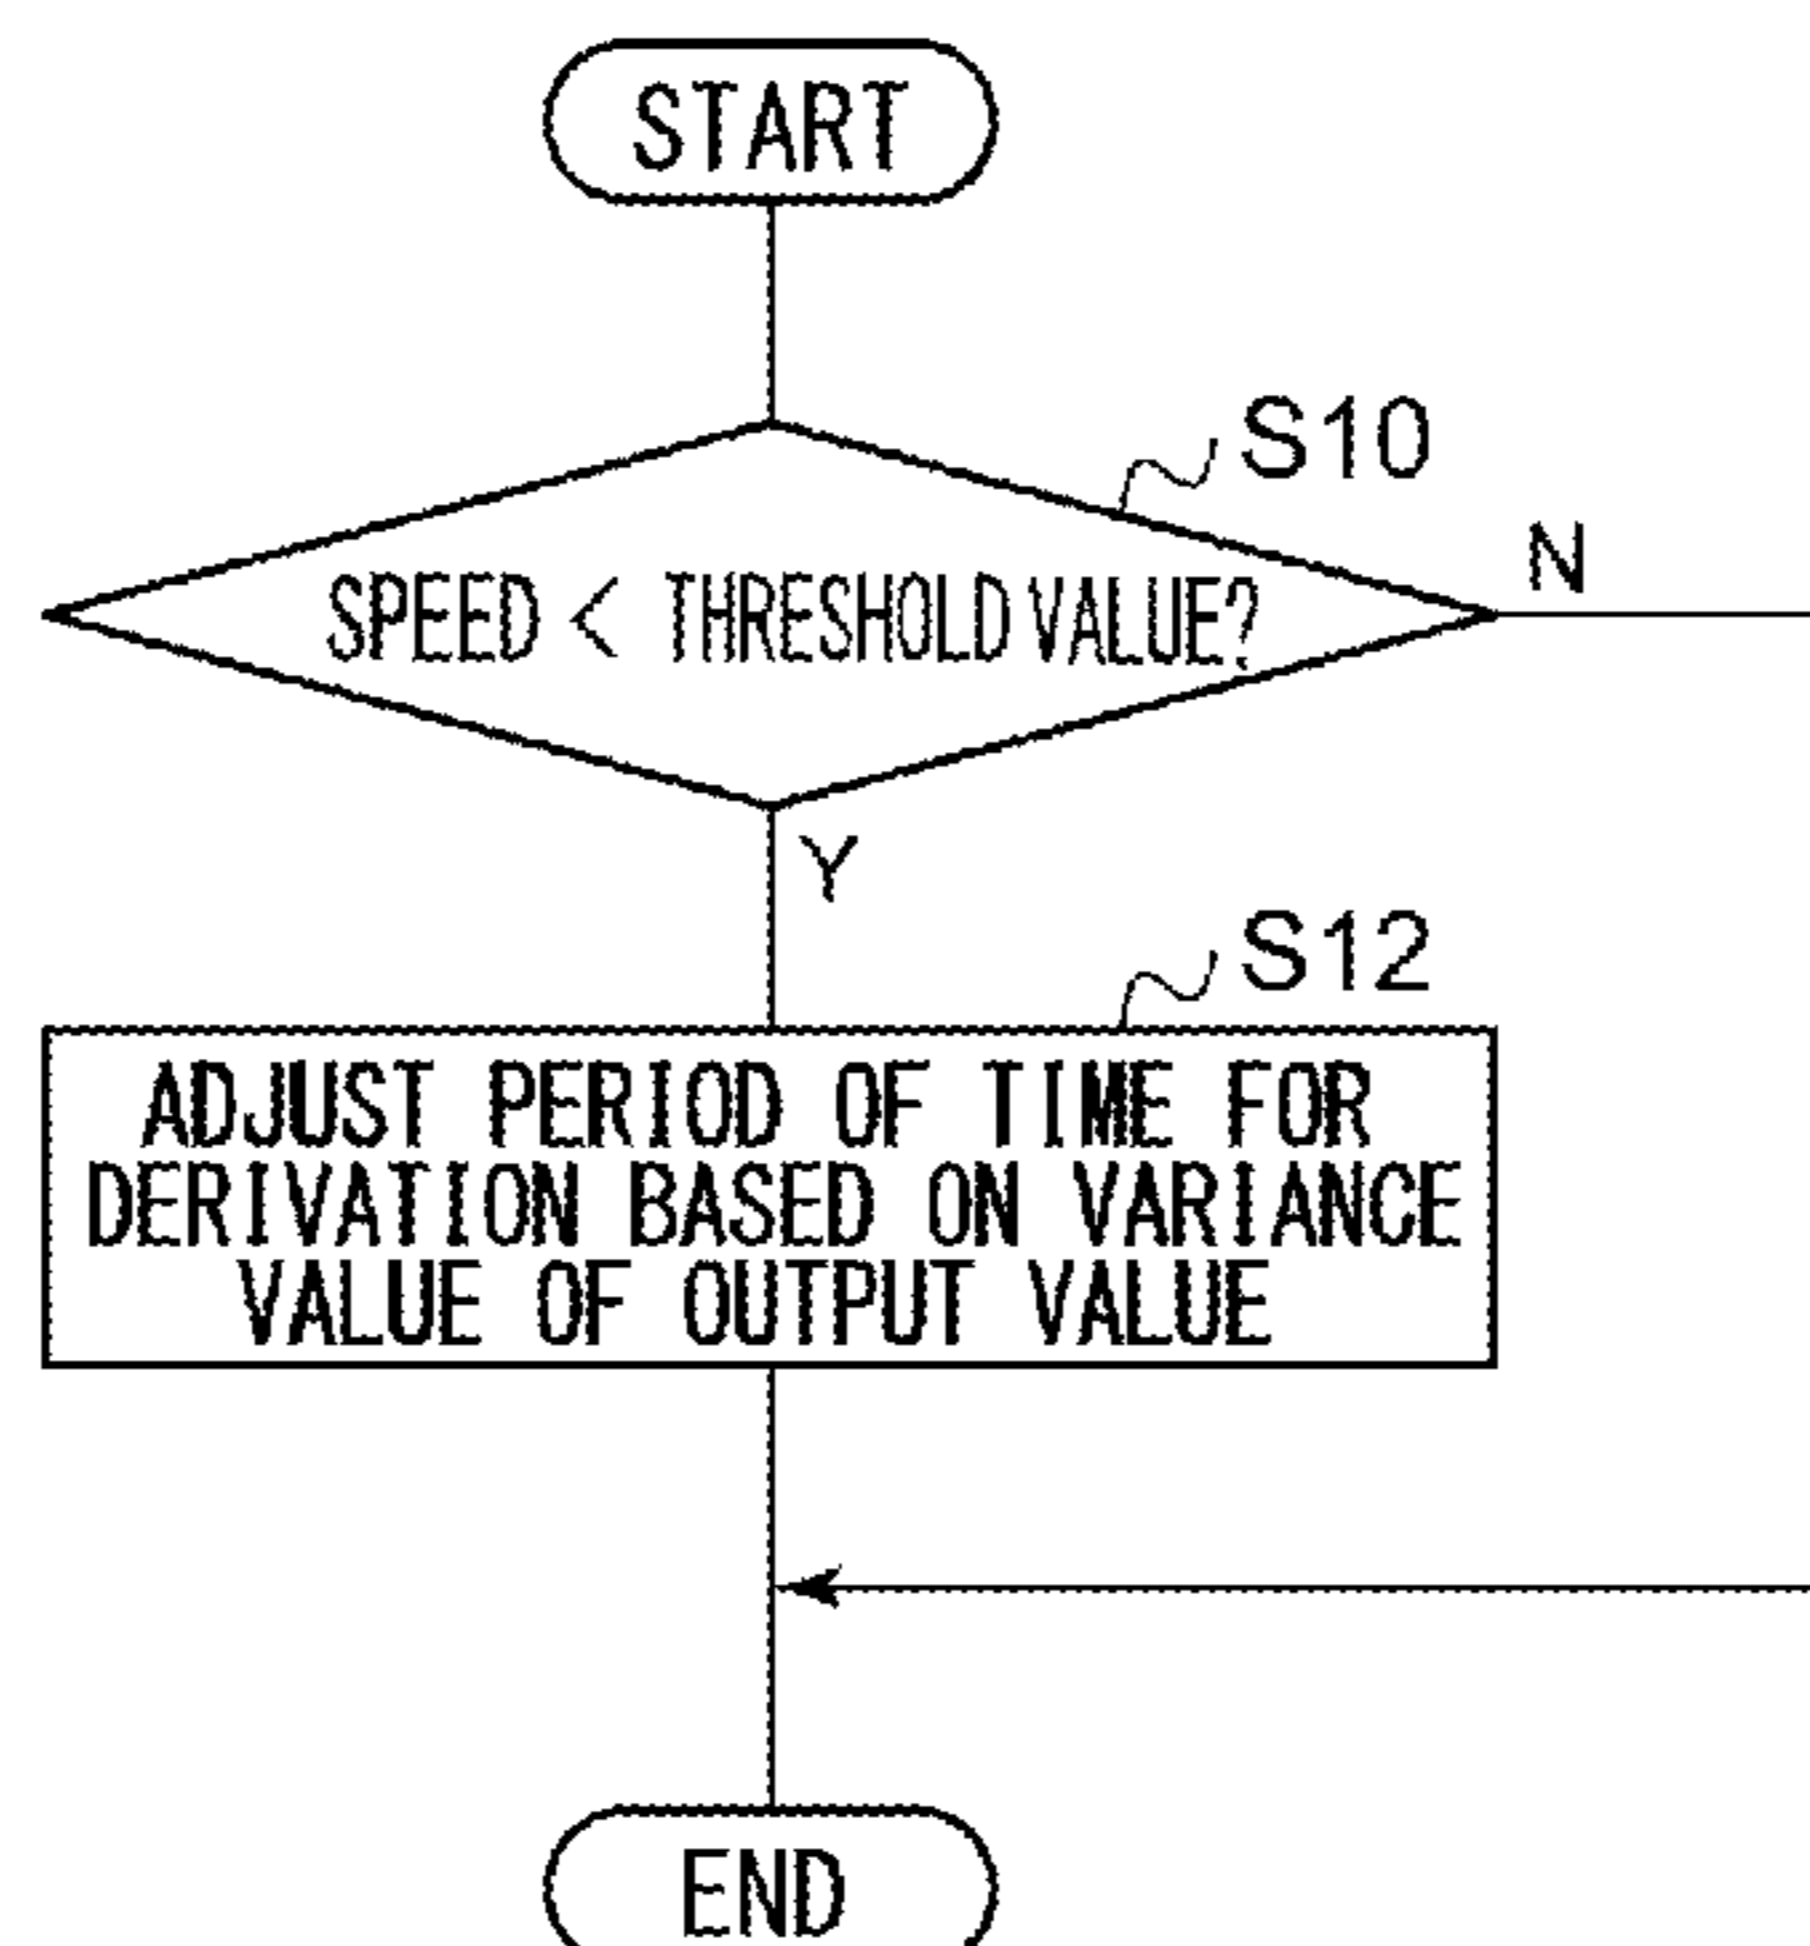 START
S10
SPEED < THRESHOLD VALUE?
N
Y
S12
ADJUST PERIOD OF TIME FOR
DERIVATION BASED ON VARIANCE
VALUE OF OUTPUT VALUE
END